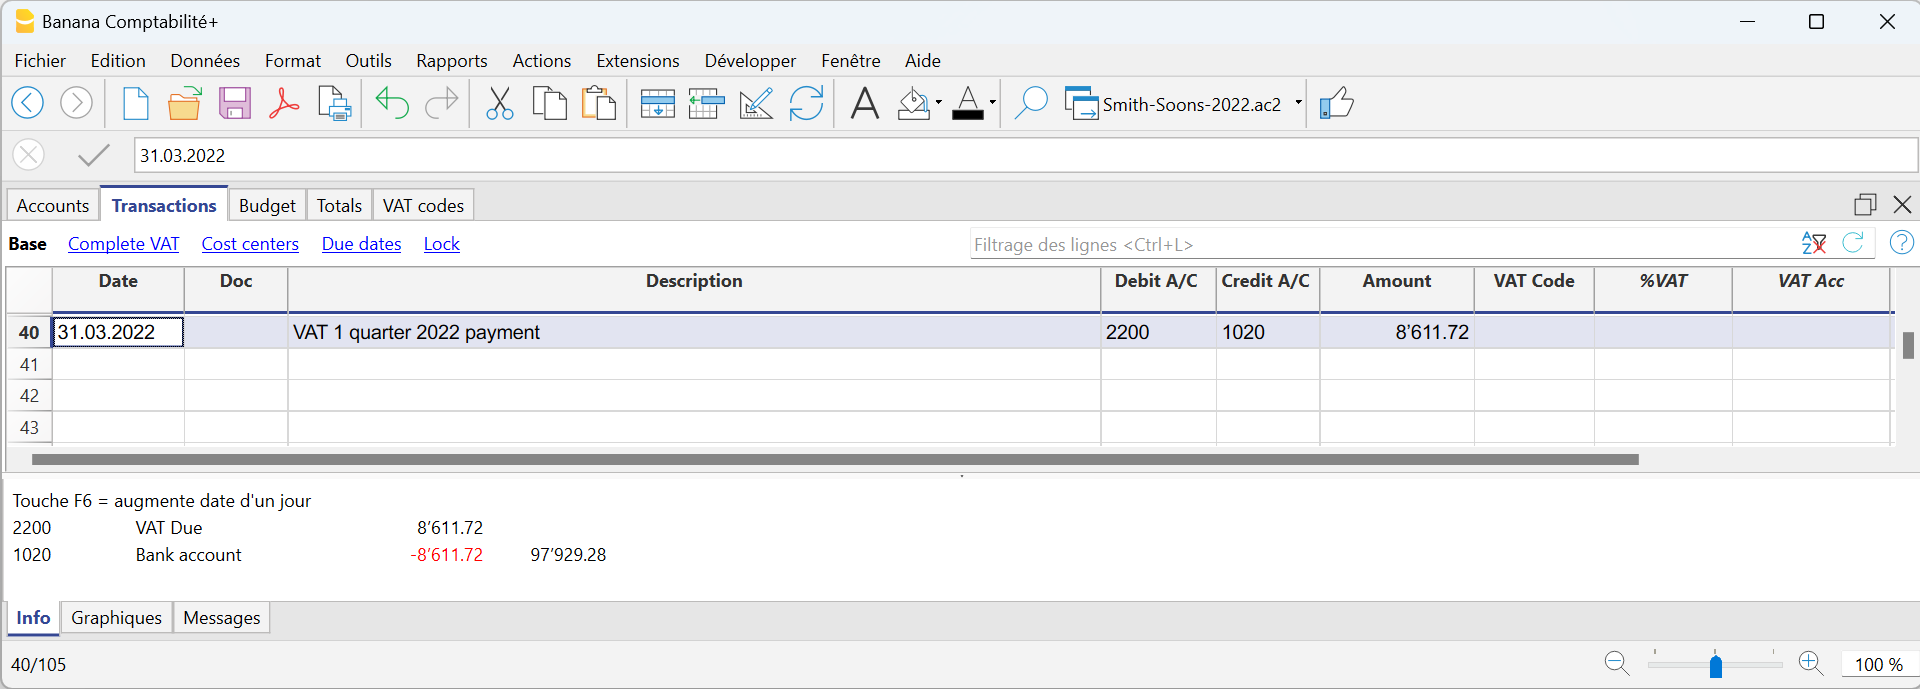 Banana Comptabilité+
Fichier Edition Données Format Outils Rapports Actions Extensions Développer Fenêtre Aide
Smith-Soons-2022.ac2
31.03.2022
Accounts Transactions Budget Totals VAT codes
Base Complete VAT Cost centers Due dates Lock Filtrage des lignes <Ctrl+L>
Date Doc Description Debit A/C Credit A/C Amount VAT Code %VAT VAT Acc
40 31.03.2022 VAT 1 quarter 2022 payment 2200 1020 8’611.72
41
42
43
Touche F6 = augmente date d'un jour
2200 VAT Due 8’611.72
1020 Bank account -8’611.72 97’929.28
Info Graphiques Messages
40/105 100 %